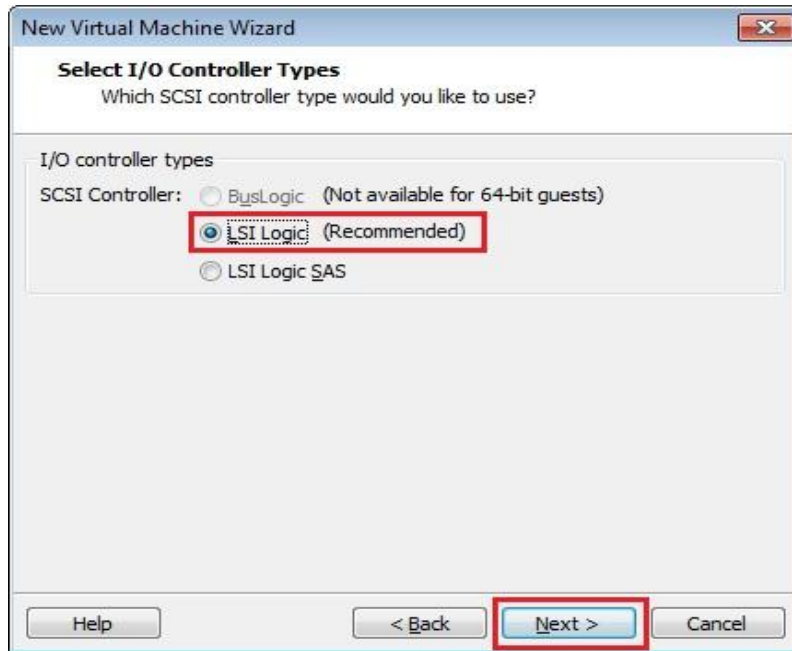 New Virtual Machine Wizard
Select I/O Controller Types
Which SCSI controller type would you like to use?
I/O controller types
SCSI Controller: BusLogic (Not available for 64-bit guests)
LSI Logic (Recommended)
LSI Logic SAS
Help < Back Next > Cancel